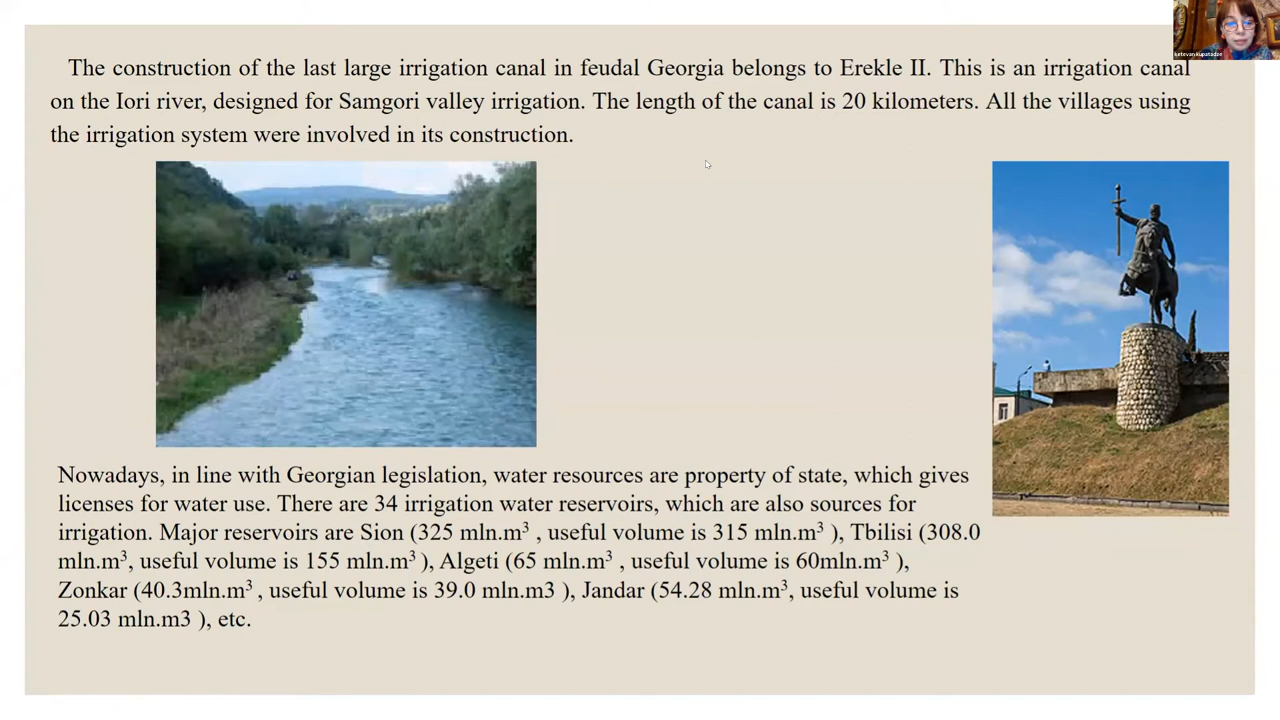 The construction of the last large irrigation canal in feudal Georgia belongs to Erekle II. This is an irrigation canal
on the Iori river, designed for Samgori valley irrigation. The length of the canal is 20 kilometers. All the villages using
the irrigation system were involved in its construction.
Nowadays, in line with Georgian legislation, water resources are property of state, which gives
licenses for water use. There are 34 irrigation water reservoirs, which are also sources for
irrigation. Major reservoirs are Sion (325 mln.m³ , useful volume is 315 mln.m³ ), Tbilisi (308.0
mln.m³, useful volume is 155 mln.m³ ), Algeti (65 mln.m³ , useful volume is 60mln.m³ ),
Zonkar (40.3mln.m³ , useful volume is 39.0 mln.m3 ), Jandar (54.28 mln.m³, useful volume is
25.03 mln.m3 ), etc.
ketevan kupatadze